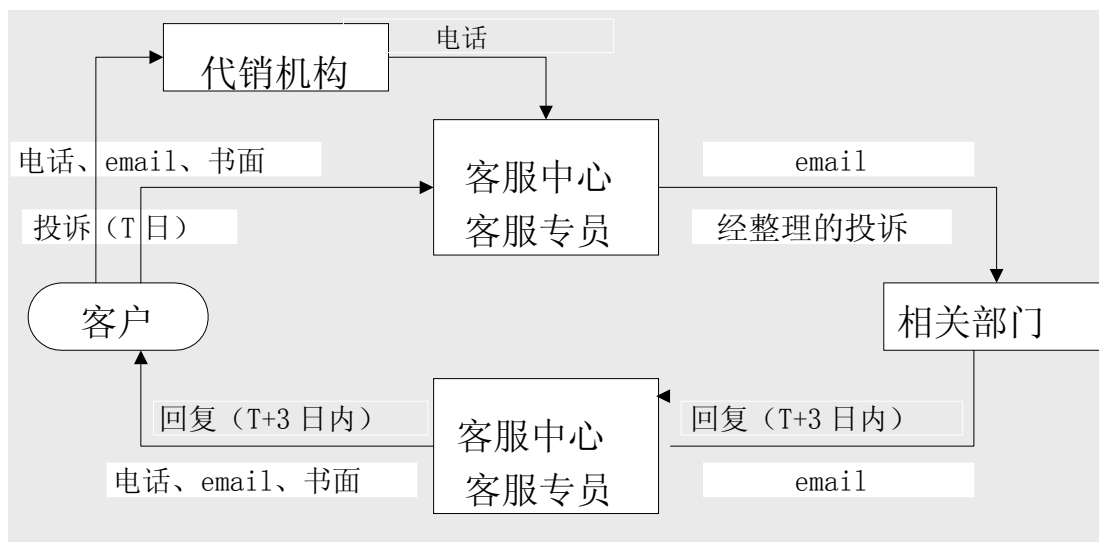 电话
代销机构
电话、email、书面
客服中心
客服专员
email
投诉（T 日）
经整理的投诉
客户
相关部门
回复（T+3 日内）
客服中心
客服专员
回复（T+3 日内）
电话、email、书面
email